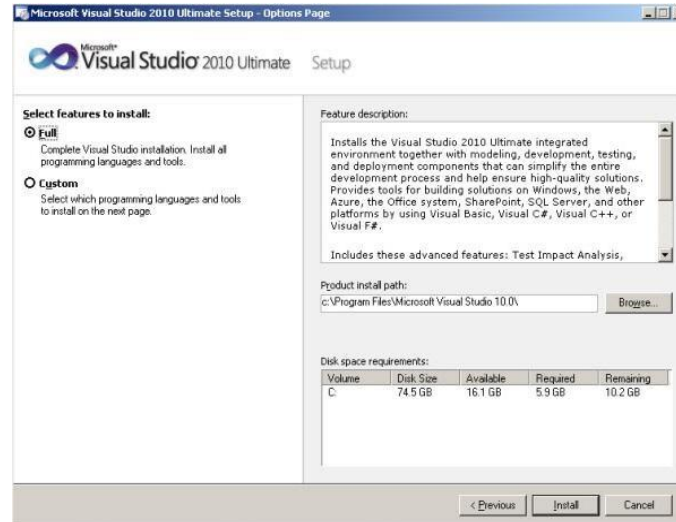 Microsoft Visual Studio 2010 Ultimate Setup - Options Page
Microsoft®
Visual Studio 2010 Ultimate Setup
Select features to install:
Full
Complete Visual Studio installation. Install all
programming languages and tools.
Custom
Select which programming languages and tools
to install on the next page.
Feature description:
Installs the Visual Studio 2010 Ultimate integrated
environment together with modeling, development, testing,
and deployment components that can simplify the entire
development process and help ensure high-quality solutions.
Provides tools for building solutions on Windows, the Web,
Azure, the Office system, SharePoint, SQL Server, and other
platforms by using Visual Basic, Visual C#, Visual C++, or
Visual F#.
Includes these advanced features: Test Impact Analysis,
Product install path:
c:\Program Files\Microsoft Visual Studio 10.0\
Browse...
Disk space requirements:
Volume Disk Size Available Required Remaining
C: 74.5 GB 16.1 GB 5.9 GB 10.2 GB
< Previous Install Cancel